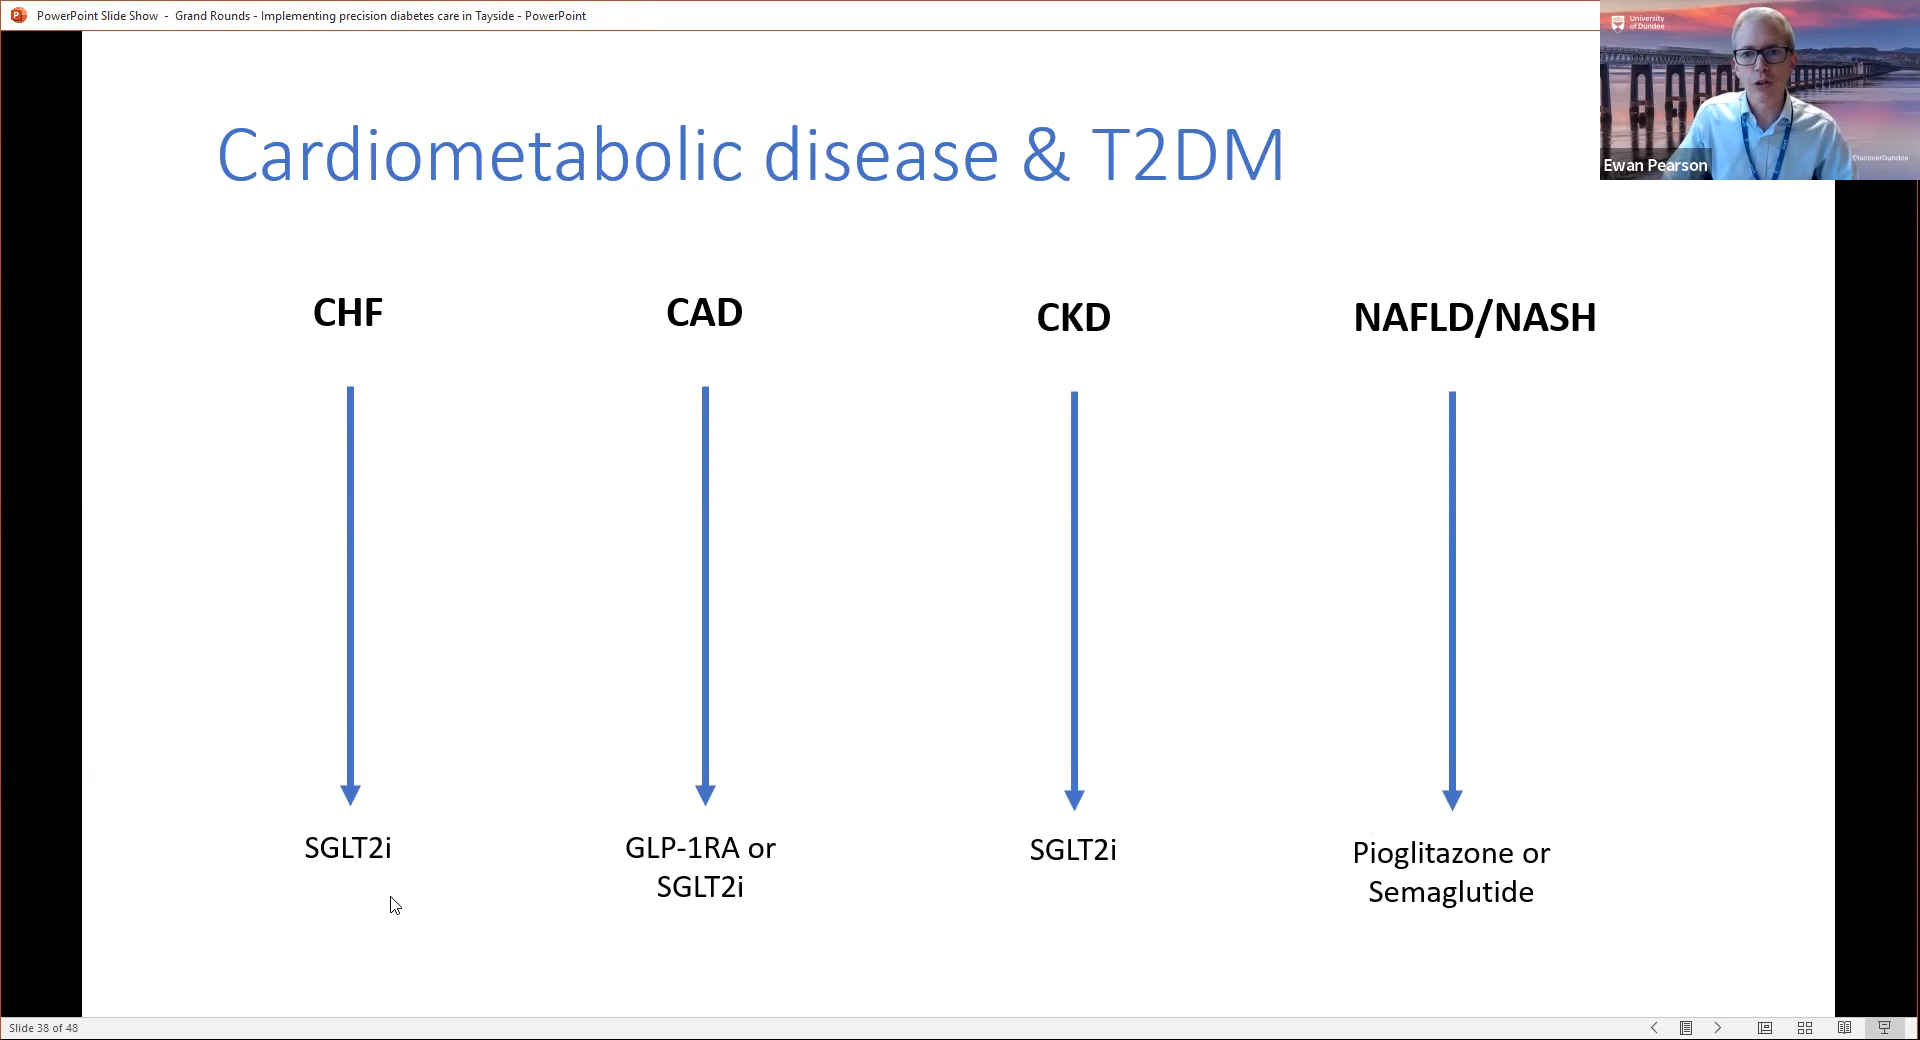 PowerPoint Slide Show - Grand Rounds - Implementing precision diabetes care in Tayside - PowerPoint
University
of Dundee
DiscoverDundee
Ewan Pearson
Cardiometabolic disease & T2DM
CHF
CAD
CKD
NAFLD/NASH
SGLT2i
GLP-1RA or
SGLT2i
SGLT2i
Pioglitazone or
Semaglutide
Slide 38 of 48